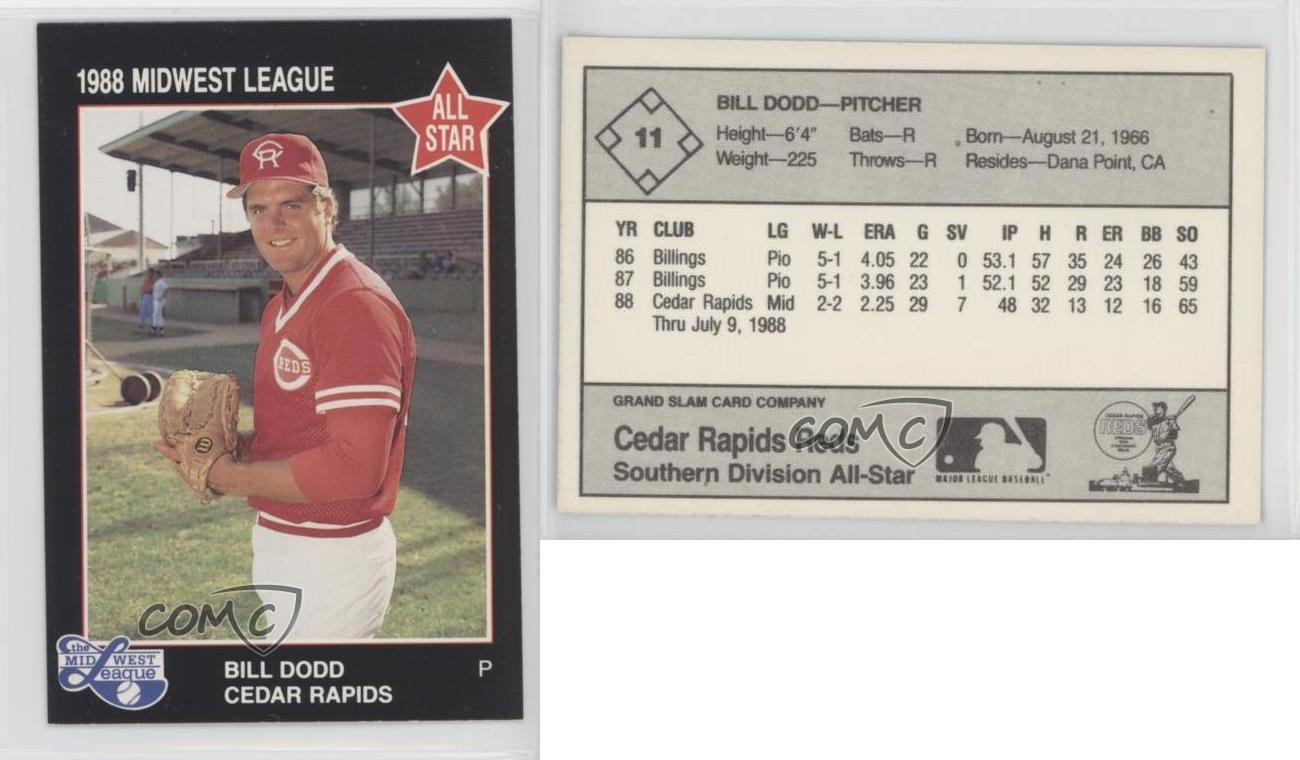 1988 MIDWEST LEAGUE
ALL
STAR
CR
REDS
COMC
the
MIDWEST
League
BILL DODD
P
CEDAR RAPIDS
11
BILL DODD—PITCHER
Height—6'4" Bats—R Born—August 21, 1966
Weight—225 Throws—R Resides—Dana Point, CA
YR CLUB LG W-L ERA G SV IP H R ER BB SO
86 Billings Pio 5-1 4.05 22 0 53.1 57 35 24 26 43
87 Billings Pio 5-1 3.96 23 1 52.1 52 29 23 18 59
88 Cedar Rapids Mid 2-2 2.25 29 7 48 32 13 12 16 65
Thru July 9, 1988
GRAND SLAM CARD COMPANY
Cedar Rapids Reds
Southern Division All-Star
COMC
MAJOR LEAGUE BASEBALL
CEDAR RAPIDS
REDS